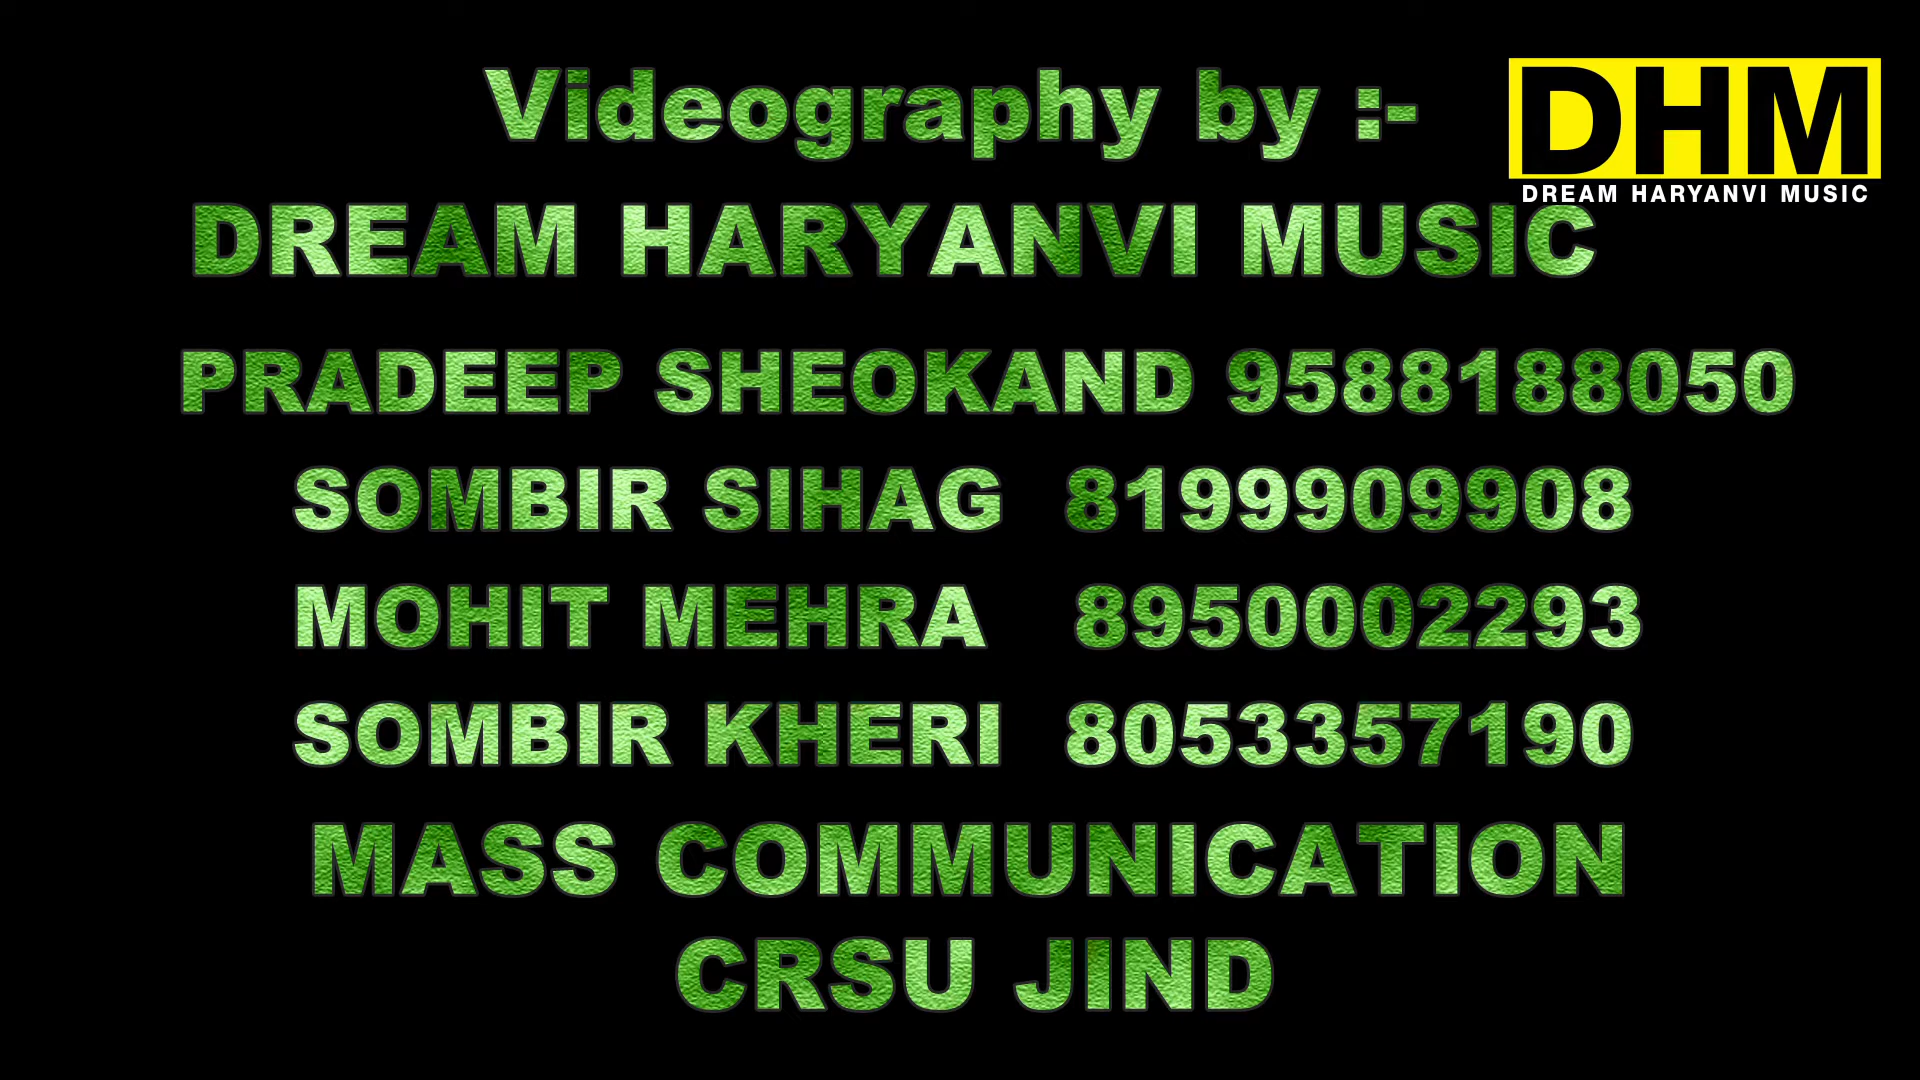 Videography by :-
DHM
DREAM HARYANVI MUSIC
DREAM HARYANVI MUSIC
PRADEEP SHEOKAND 9588188050
SOMBIR SIHAG 8199909908
MOHIT MEHRA 8950002293
SOMBIR KHERI 8053357190
MASS COMMUNICATION
CRSU JIND